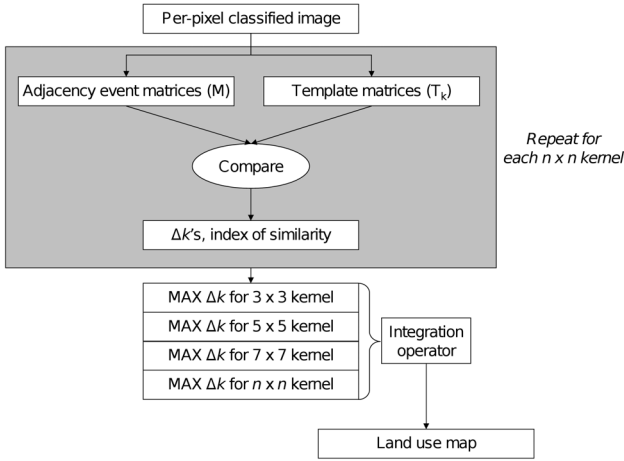 Per-pixel classified image
Adjacency event matrices (M)
Template matrices (Tk)
Repeat for
each n x n kernel
Compare
Δk's, index of similarity
MAX Δk for 3 x 3 kernel
MAX Δk for 5 x 5 kernel
MAX Δk for 7 x 7 kernel
MAX Δk for n x n kernel
Integration
operator
Land use map